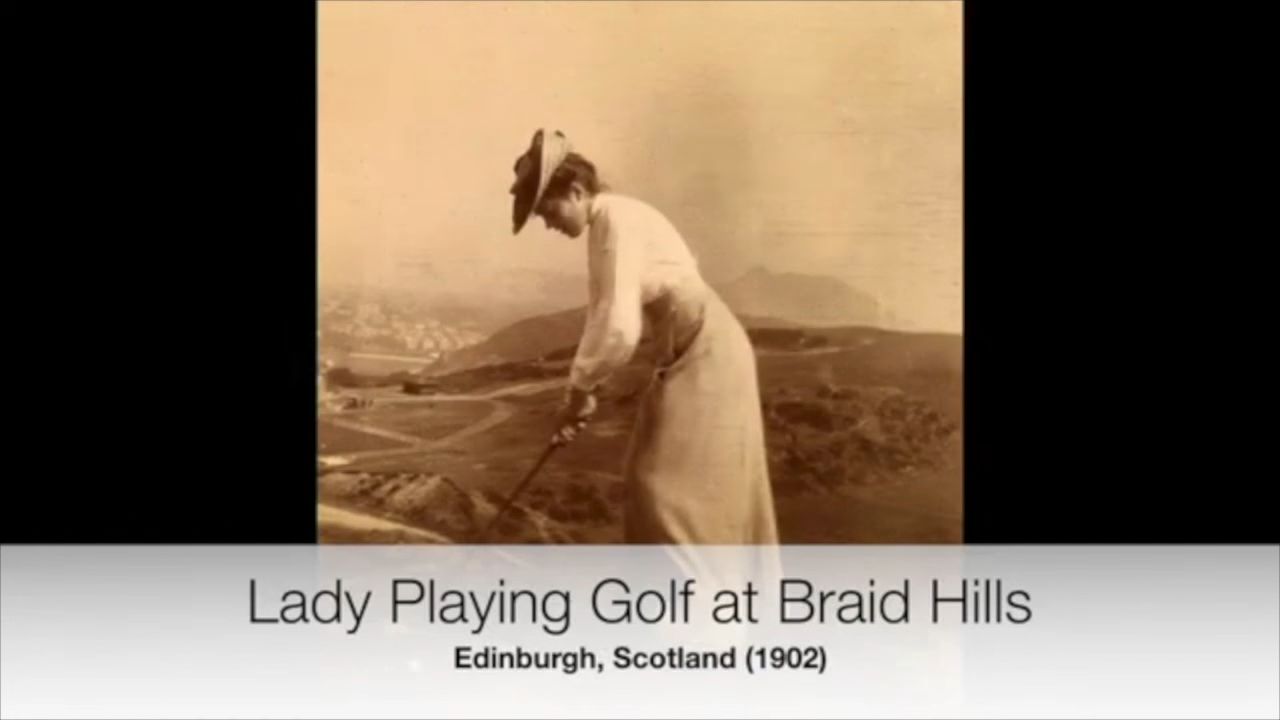 Lady Playing Golf at Braid Hills
Edinburgh, Scotland (1902)